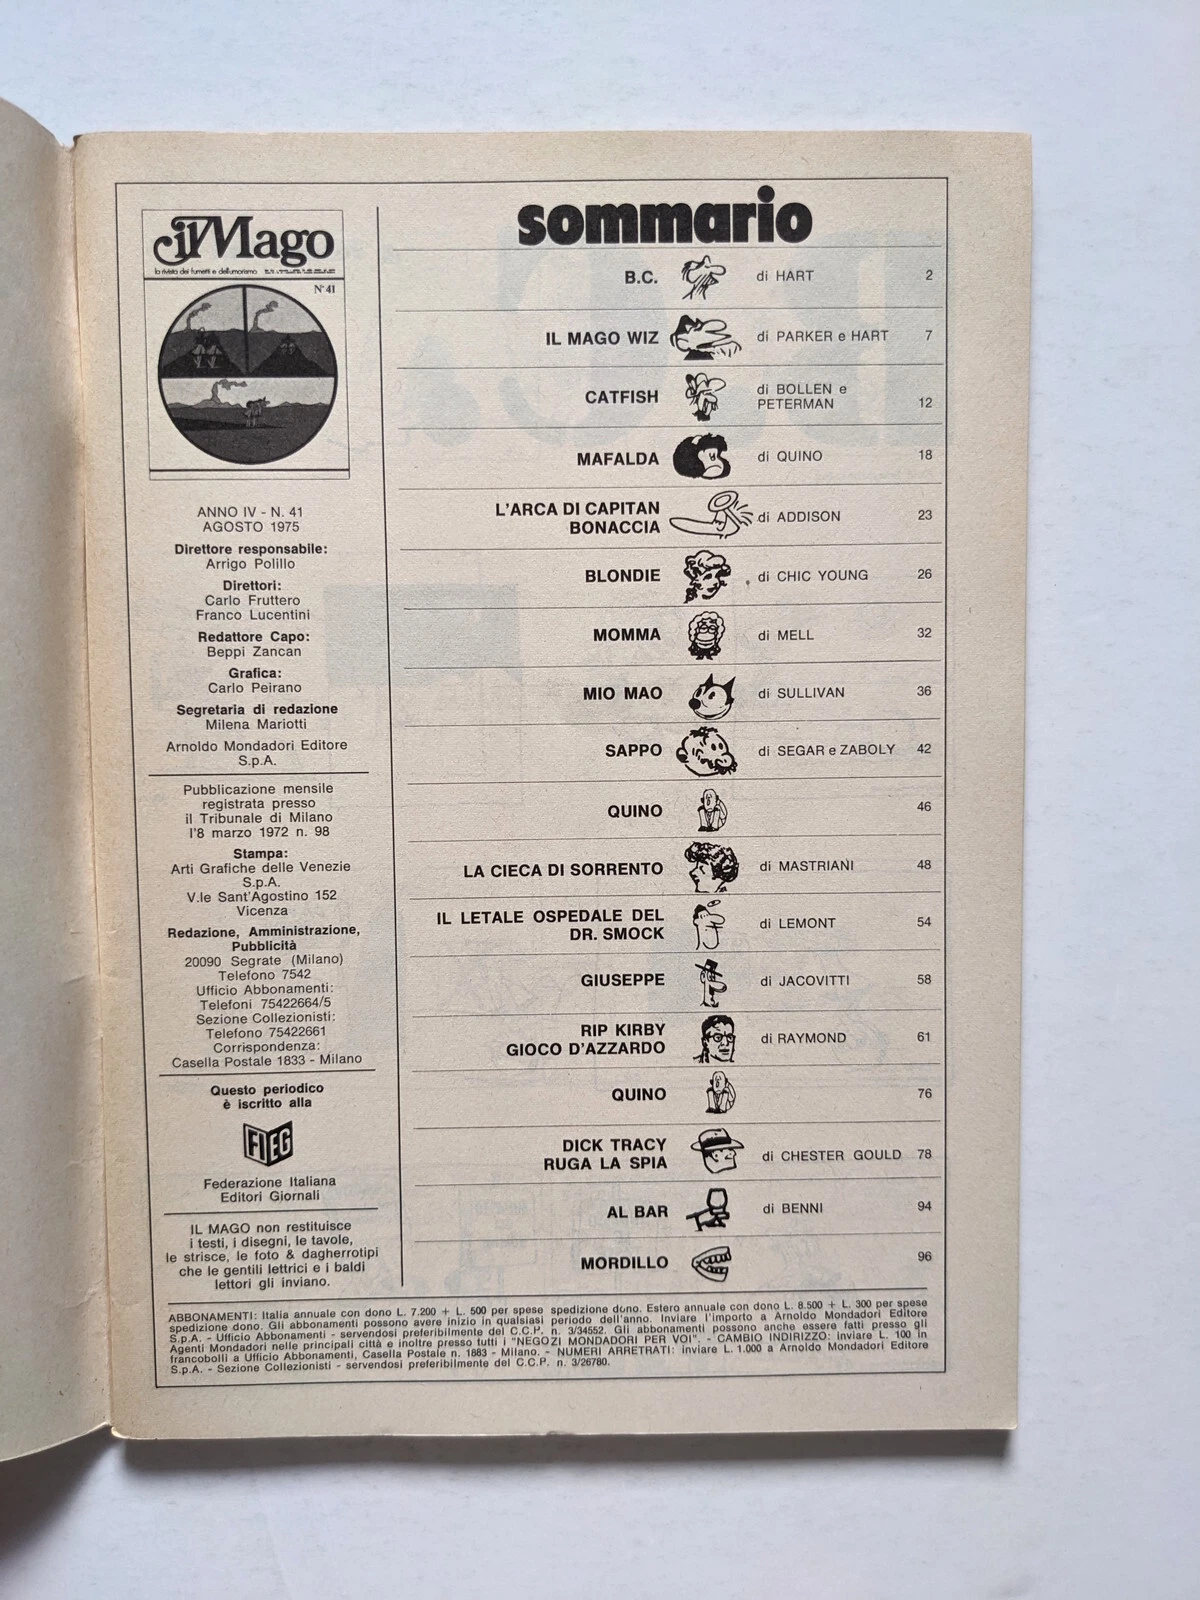 il Mago
la rivista dei fumetti e dell'umorismo
N° 41
ANNO IV - N. 41
AGOSTO 1975
Direttore responsabile:
Arrigo Polillo
Direttori:
Carlo Fruttero
Franco Lucentini
Redattore Capo:
Beppi Zancan
Grafica:
Carlo Peirano
Segretaria di redazione
Milena Mariotti
Arnoldo Mondadori Editore
S.p.A.
Pubblicazione mensile
registrata presso
il Tribunale di Milano
l'8 marzo 1972 n. 98
Stampa:
Arti Grafiche delle Venezie
S.p.A.
V.le Sant'Agostino 152
Vicenza
Redazione, Amministrazione,
Pubblicità
20090 Segrate (Milano)
Telefono 7542
Ufficio Abbonamenti:
Telefoni 75422664/5
Sezione Collezionisti:
Telefono 75422661
Corrispondenza:
Casella Postale 1833 - Milano
Questo periodico
è iscritto alla
FIEG
Federazione Italiana
Editori Giornali
IL MAGO non restituisce
i testi, i disegni, le tavole,
le strisce, le foto & dagherrotipi
che le gentili lettrici e i baldi
lettori gli inviano.
sommario
B.C. di HART 2
IL MAGO WIZ di PARKER e HART 7
CATFISH di BOLLEN e
PETERMAN 12
MAFALDA di QUINO 18
L'ARCA DI CAPITAN
BONACCIA di ADDISON 23
BLONDIE di CHIC YOUNG 26
MOMMA di MELL 32
MIO MAO di SULLIVAN 36
SAPPO di SEGAR e ZABOLY 42
QUINO 46
LA CIECA DI SORRENTO di MASTRIANI 48
IL LETALE OSPEDALE DEL
DR. SMOCK di LEMONT 54
GIUSEPPE di JACOVITTI 58
RIP KIRBY
GIOCO D'AZZARDO di RAYMOND 61
QUINO 76
DICK TRACY
RUGA LA SPIA di CHESTER GOULD 78
AL BAR di BENNI 94
MORDILLO 96
ABBONAMENTI: Italia annuale con dono L. 7.200 + L. 500 per spese spedizione dono. Estero annuale con dono L. 8.500 + L. 300 per spese
spedizione dono. Gli abbonamenti possono avere inizio in qualsiasi periodo dell'anno. Inviare l'importo a Arnoldo Mondadori Editore
S.p.A. - Ufficio Abbonamenti - servendosi preferibilmente del C.C.P. n. 3/34552. Gli abbonamenti possono anche essere fatti presso gli
Agenti Mondadori nelle principali città e inoltre presso tutti i "NEGOZI MONDADORI PER VOI". - CAMBIO INDIRIZZO: inviare L. 100 in
francobolli a Ufficio Abbonamenti, Casella Postale n. 1883 - Milano. - NUMERI ARRETRATI: inviare L. 1.000 a Arnoldo Mondadori Editore
S.p.A. - Sezione Collezionisti - servendosi preferibilmente del C.C.P. n. 3/26780.